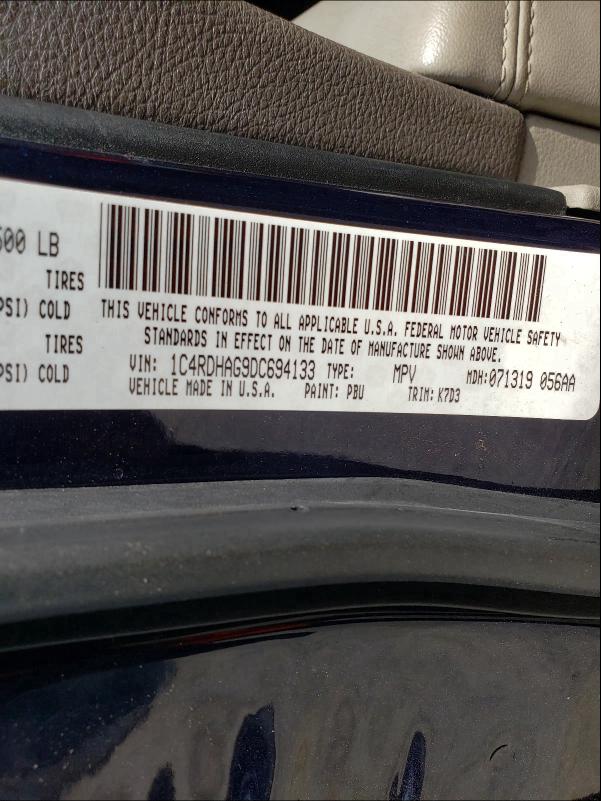 600 LB
TIRES
PSI) COLD
TIRES
PSI) COLD
THIS VEHICLE CONFORMS TO ALL APPLICABLE U.S.A. FEDERAL MOTOR VEHICLE SAFETY
STANDARDS IN EFFECT ON THE DATE OF MANUFACTURE SHOWN ABOVE.
VIN: 1C4RDHAG9DC694133 TYPE: MPV MDH:071319 056AA
VEHICLE MADE IN U.S.A. PAINT: PBU TRIM: K7D3